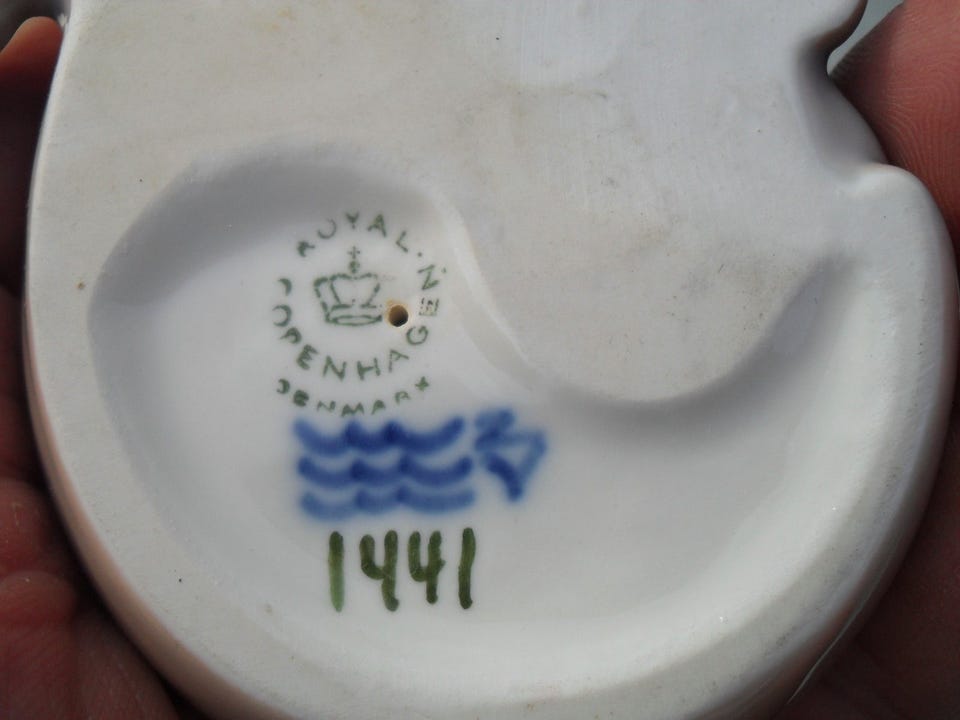 ROYAL.
COPENHAGEN
DENMARK
1441